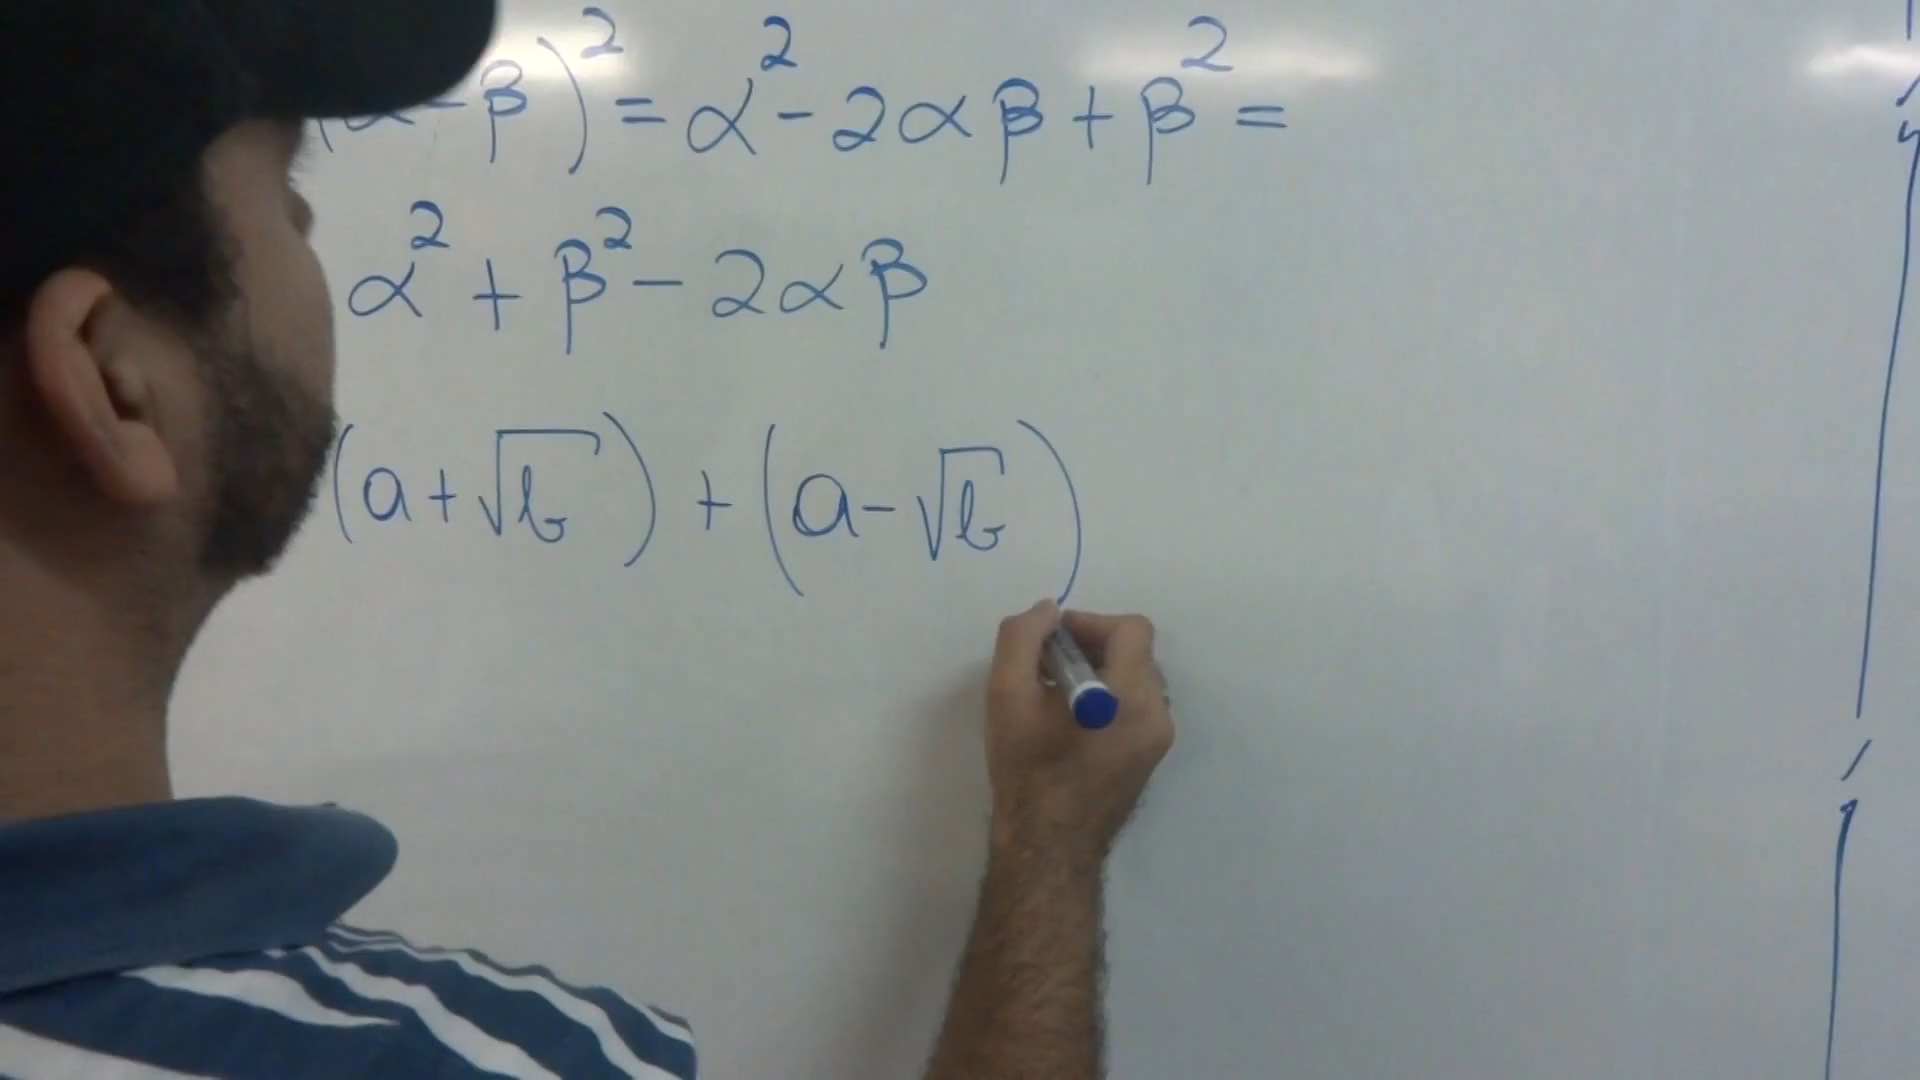 (α-β)² = α² - 2αβ + β² =
α² + β² - 2αβ
(a+√b) + (a-√b)